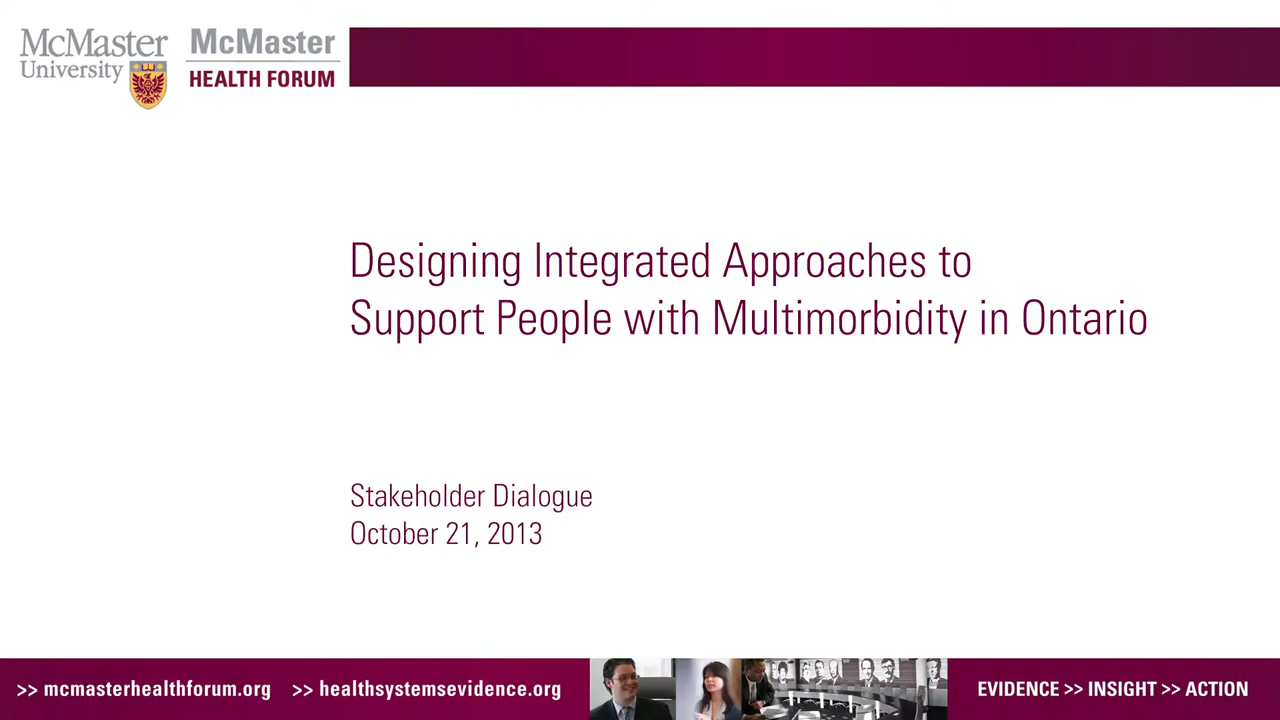 McMaster
University
McMaster
HEALTH FORUM
Designing Integrated Approaches to
Support People with Multimorbidity in Ontario
Stakeholder Dialogue
October 21, 2013
>> mcmasterhealthforum.org >> healthsystemsevidence.org
EVIDENCE >> INSIGHT >> ACTION